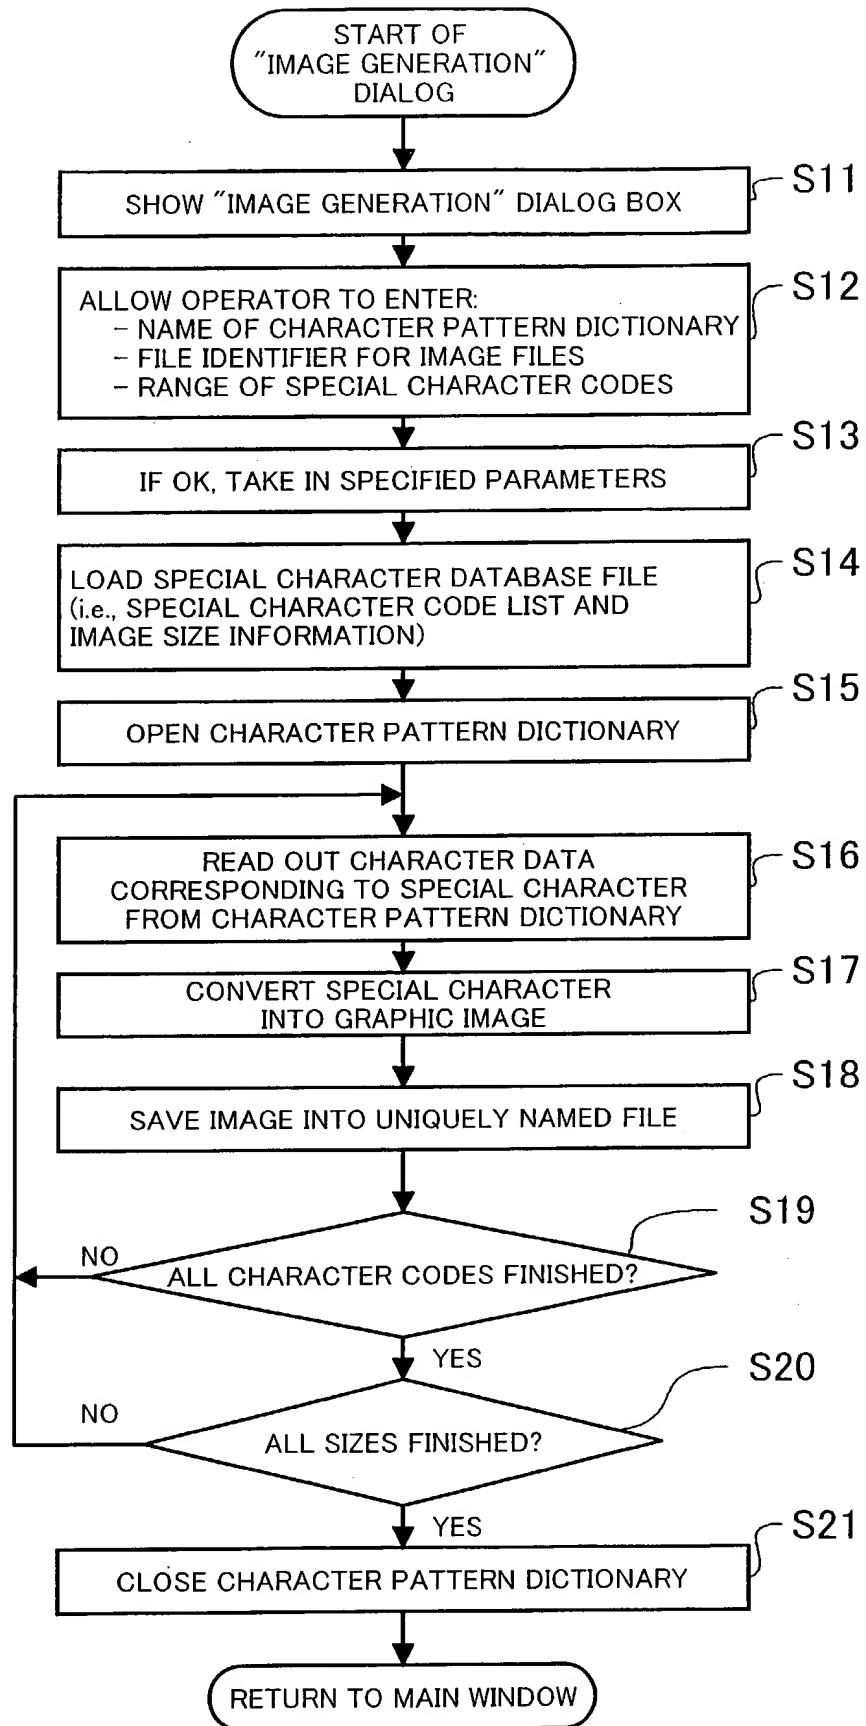 START OF
"IMAGE GENERATION"
DIALOG
SHOW "IMAGE GENERATION" DIALOG BOX
S11
ALLOW OPERATOR TO ENTER:
- NAME OF CHARACTER PATTERN DICTIONARY
- FILE IDENTIFIER FOR IMAGE FILES
- RANGE OF SPECIAL CHARACTER CODES
S12
IF OK, TAKE IN SPECIFIED PARAMETERS
S13
LOAD SPECIAL CHARACTER DATABASE FILE
(i.e., SPECIAL CHARACTER CODE LIST AND
IMAGE SIZE INFORMATION)
S14
OPEN CHARACTER PATTERN DICTIONARY
S15
READ OUT CHARACTER DATA
CORRESPONDING TO SPECIAL CHARACTER
FROM CHARACTER PATTERN DICTIONARY
S16
CONVERT SPECIAL CHARACTER
INTO GRAPHIC IMAGE
S17
SAVE IMAGE INTO UNIQUELY NAMED FILE
S18
ALL CHARACTER CODES FINISHED?
S19
NO
YES
ALL SIZES FINISHED?
S20
NO
YES
CLOSE CHARACTER PATTERN DICTIONARY
S21
RETURN TO MAIN WINDOW